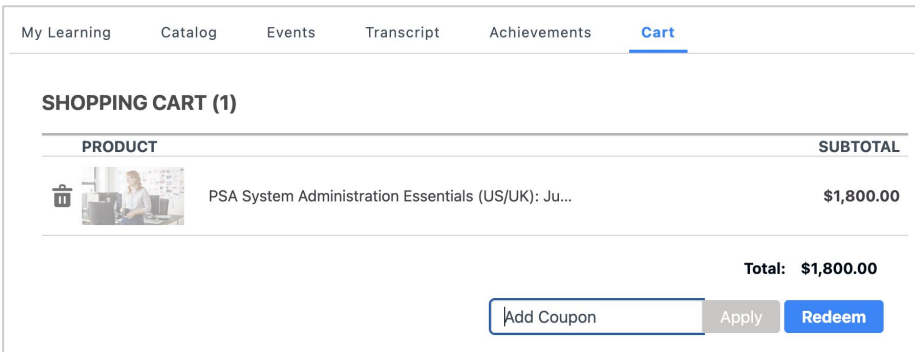 My Learning Catalog Events Transcript Achievements Cart
SHOPPING CART (1)
PRODUCT SUBTOTAL
PSA System Administration Essentials (US/UK): Ju... $1,800.00
Total: $1,800.00
Add Coupon Apply Redeem